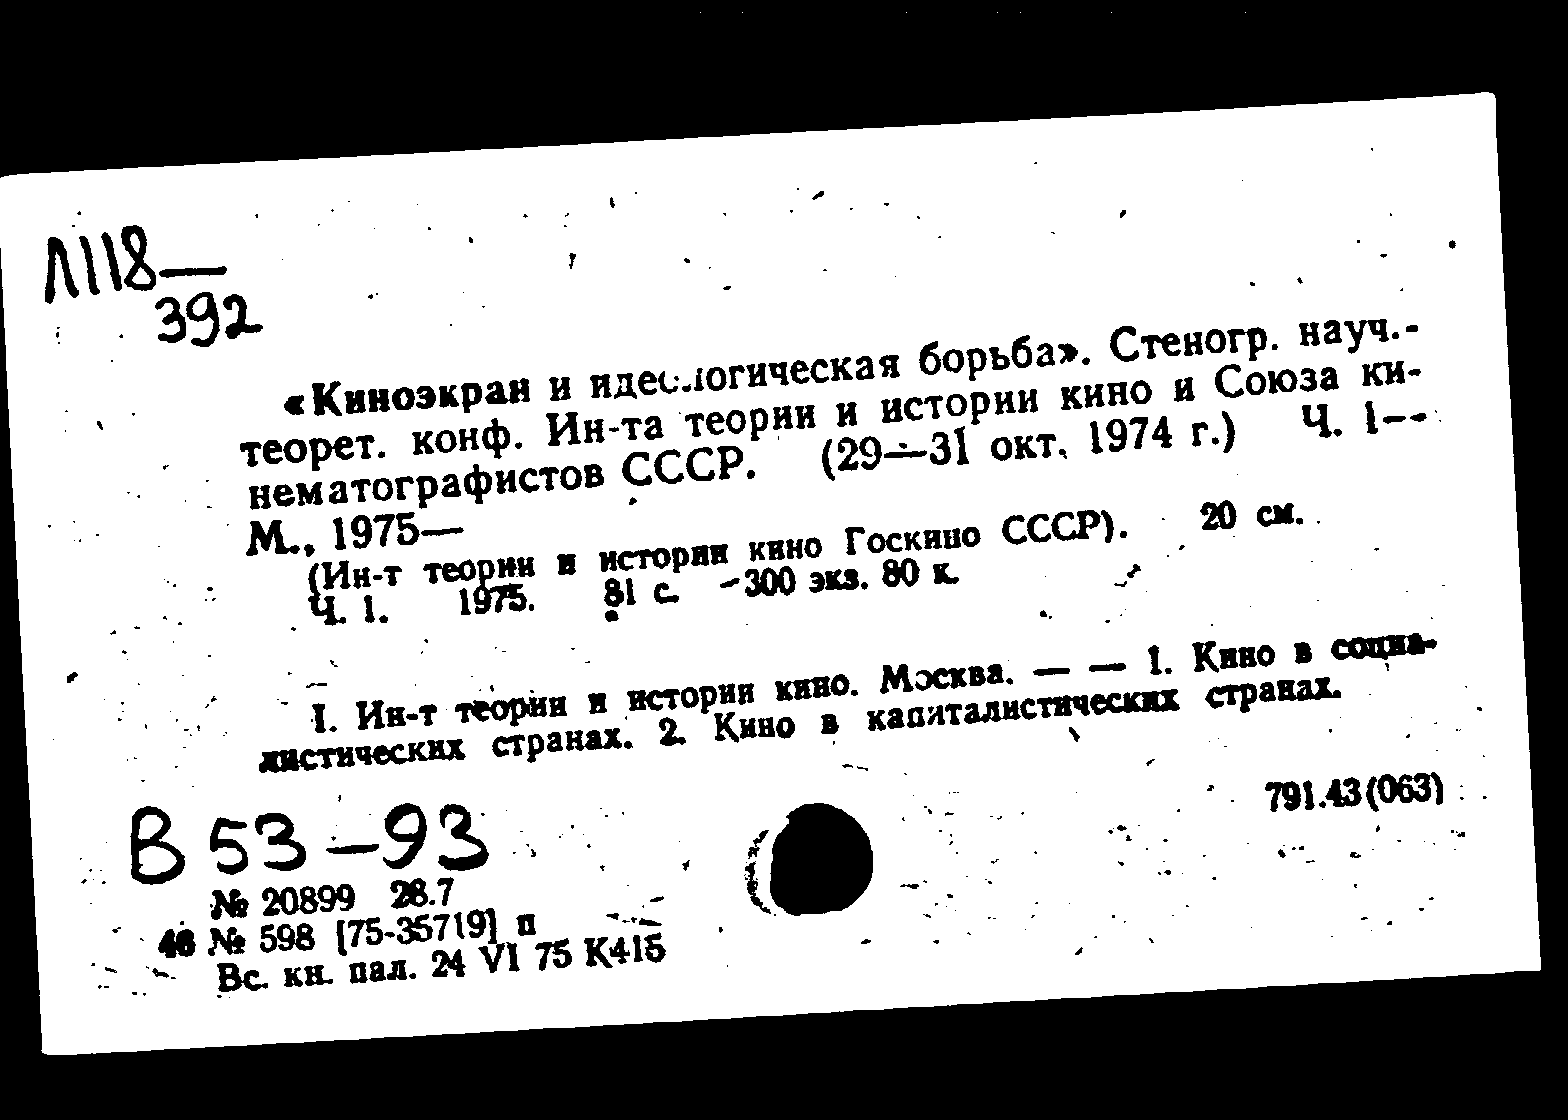 Л118—
392
«Киноэкран и идеологическая борьба». Стеногр. науч.-
теорет. конф. Ин-та теории и истории кино и Союза ки-
нематографистов СССР. (29—31 окт. 1974 г.) Ч. 1—
М., 1975—
(Ин-т теории и истории кино Госкино СССР). 20 см.
Ч. 1. 1975. 81 с. 300 экз. 80 к.
I. Ин-т теории и истории кино. Москва. — — 1. Кино в социа-
листических странах. 2. Кино в капиталистических странах.
791.43(063)
В 53—93
№ 20899 28.7
46 № 598 [75-35719] п
Вс. кн. пал. 24 VI 75 К415